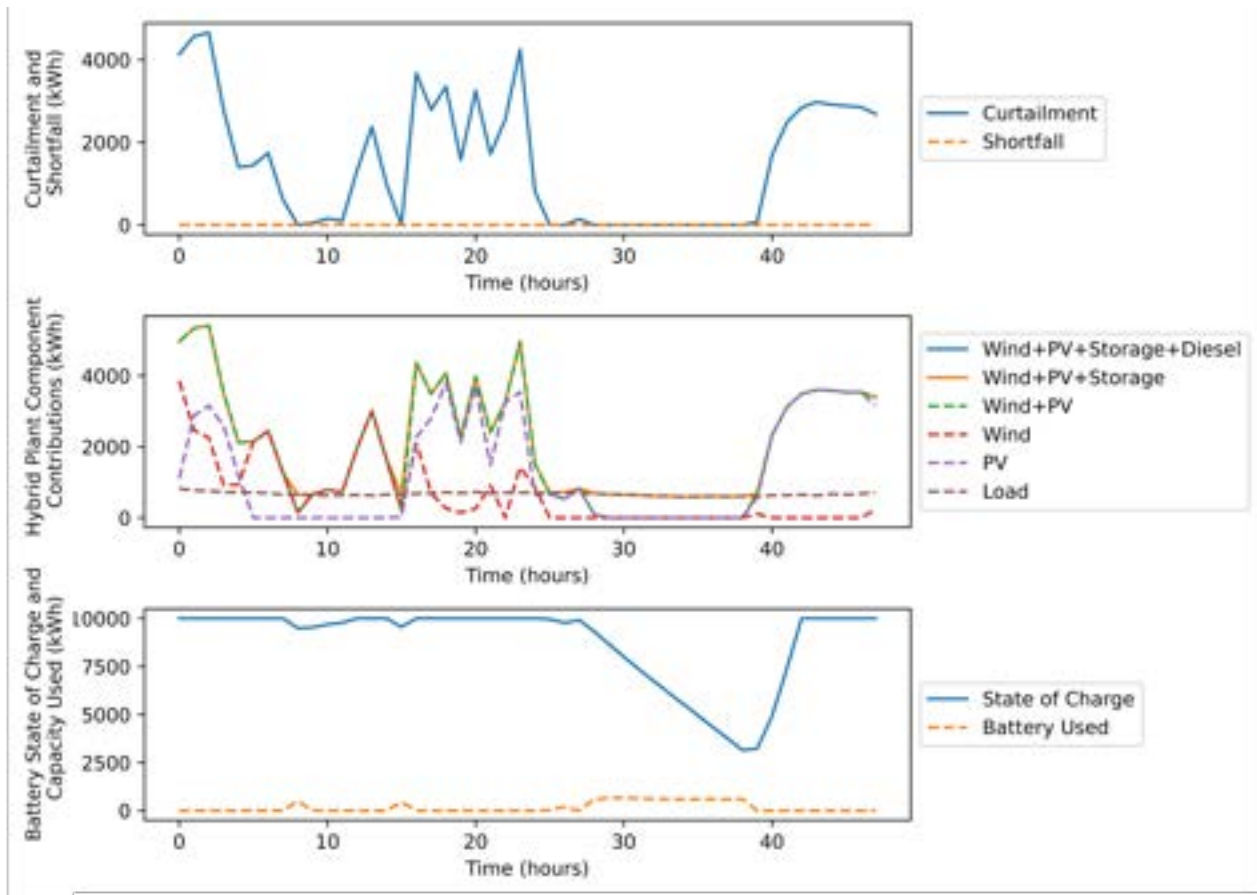 Curtailment and
Shortfall (kWh)
4000
2000
0
0
10
20
30
40
Time (hours)
Curtailment
Shortfall
Hybrid Plant Component
Contributions (kWh)
4000
2000
0
0
10
20
30
40
Time (hours)
Wind+PV+Storage+Diesel
Wind+PV+Storage
Wind+PV
Wind
PV
Load
Battery State of Charge and
Capacity Used (kWh)
10000
7500
5000
2500
0
0
10
20
30
40
Time (hours)
State of Charge
Battery Used